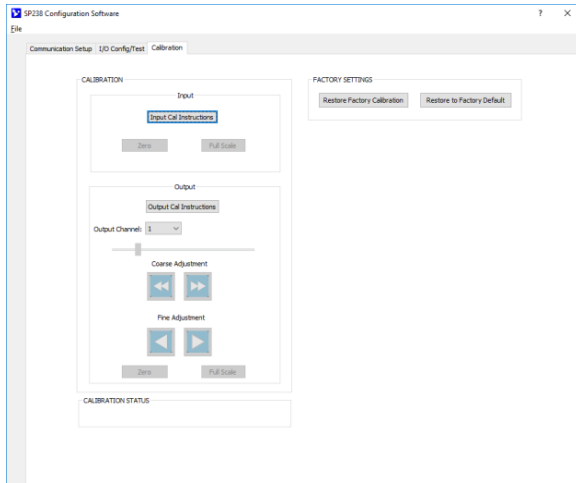 SP238 Configuration Software
? X
File
Communication Setup I/O Config/Test Calibration
CALIBRATION
Input
Input Cal Instructions
Zero Full Scale
Output
Output Cal Instructions
Output Channel: 1
Coarse Adjustment
Fine Adjustment
Zero Full Scale
CALIBRATION STATUS
FACTORY SETTINGS
Restore Factory Calibration Restore to Factory Default